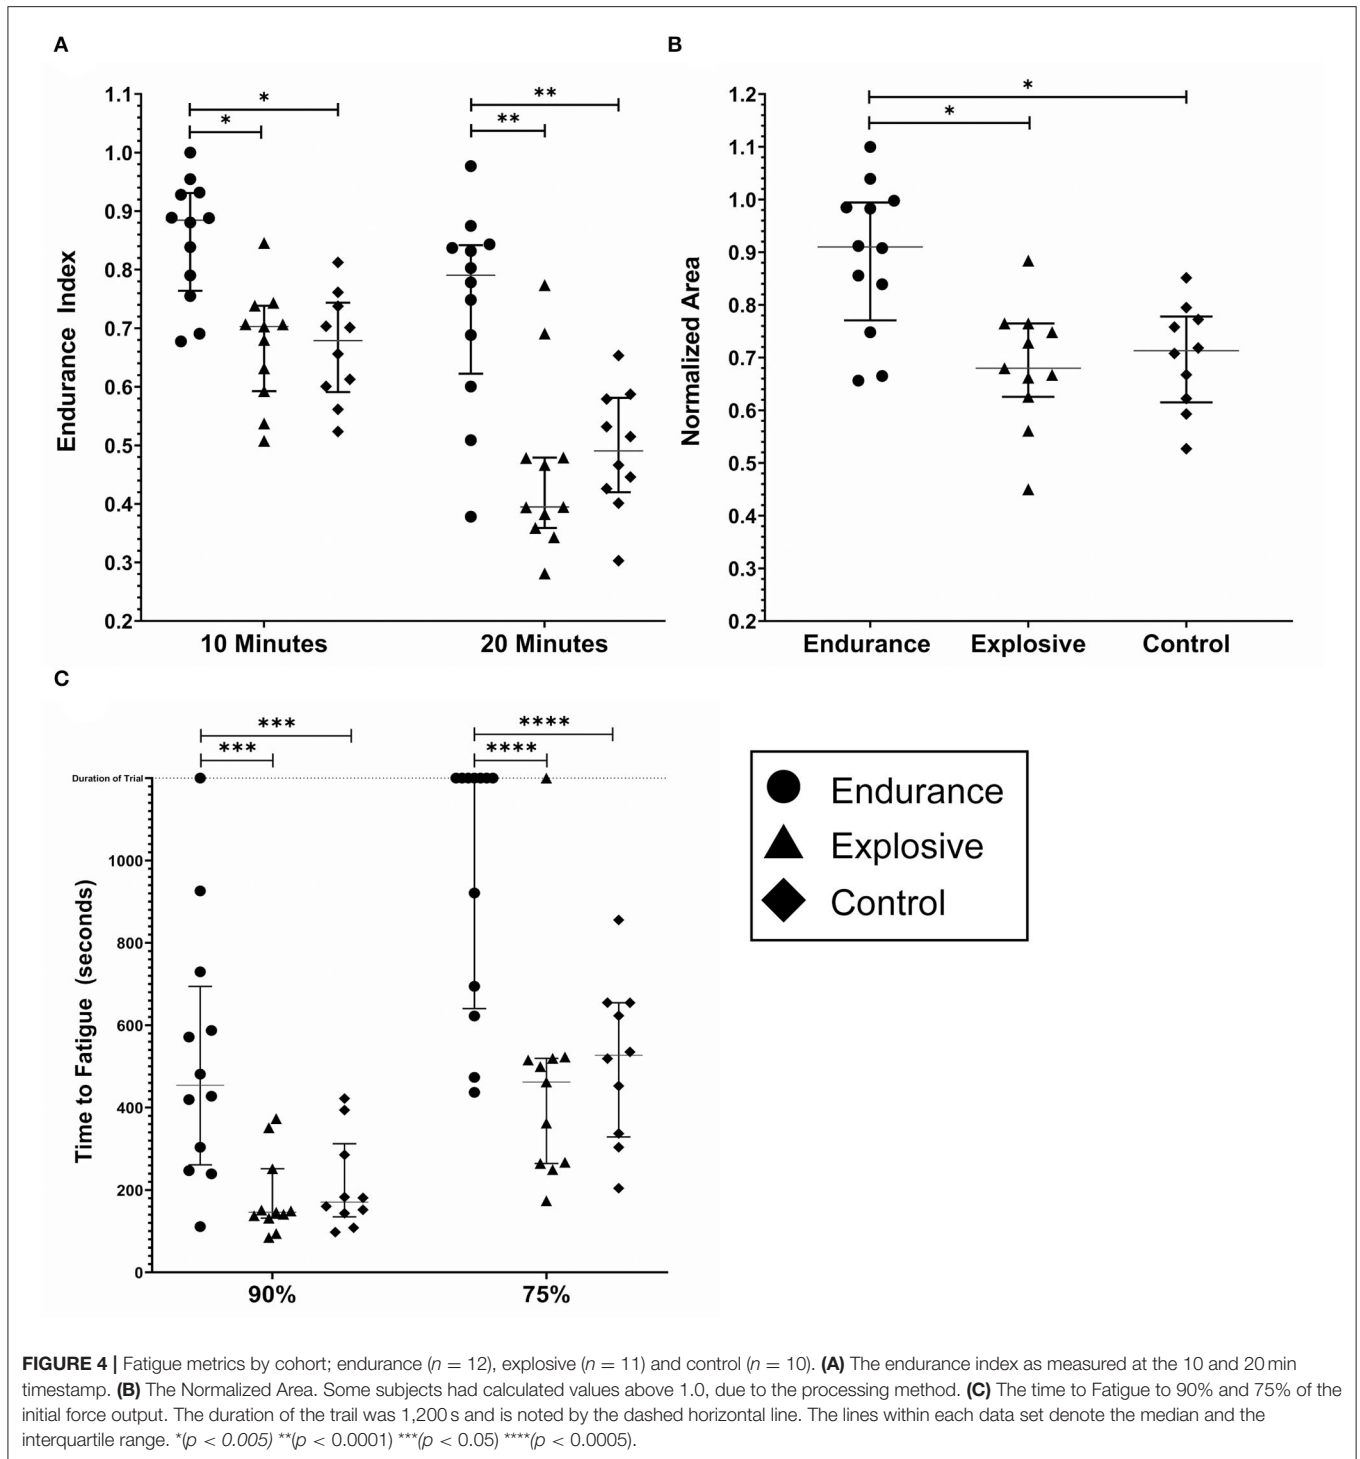 A
B
* * ** **
* *
1.1
1.0
0.9
0.8
0.7
0.6
0.5
0.4
0.3
0.2
Endurance Index
10 Minutes 20 Minutes
1.2
1.1
1.0
0.9
0.8
0.7
0.6
0.5
0.4
0.3
0.2
Normalized Area
Endurance Explosive Control
C
*** ****
*** ****
Duration of Trial
1000
800
600
400
200
0
Time to Fatigue (seconds)
90% 75%
Endurance
Explosive
Control
FIGURE 4 | Fatigue metrics by cohort; endurance (n = 12), explosive (n = 11) and control (n = 10). (A) The endurance index as measured at the 10 and 20 min
timestamp. (B) The Normalized Area. Some subjects had calculated values above 1.0, due to the processing method. (C) The time to Fatigue to 90% and 75% of the
initial force output. The duration of the trail was 1,200 s and is noted by the dashed horizontal line. The lines within each data set denote the median and the
interquartile range. *(p < 0.005) **(p < 0.0001) ***(p < 0.05) ****(p < 0.0005).